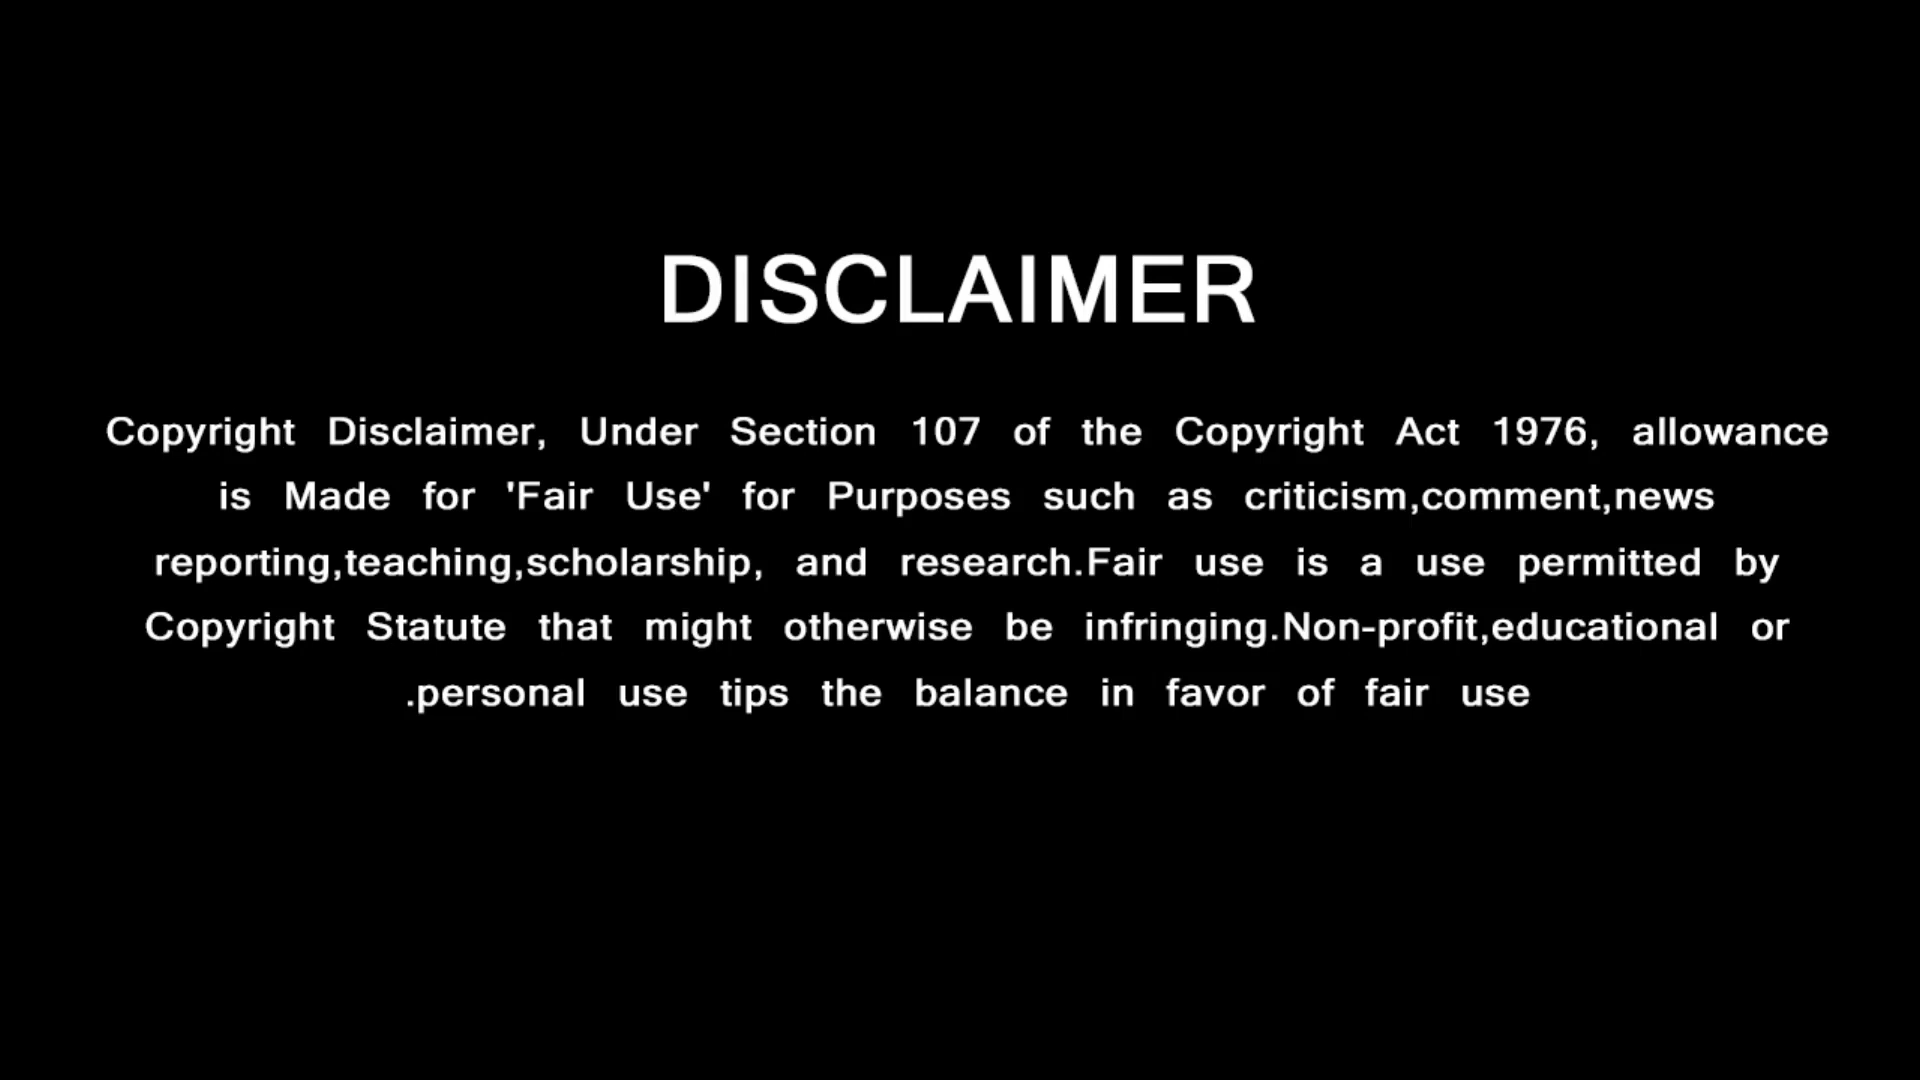 DISCLAIMER
Copyright Disclaimer, Under Section 107 of the Copyright Act 1976, allowance
is Made for 'Fair Use' for Purposes such as criticism,comment,news
reporting,teaching,scholarship, and research.Fair use is a use permitted by
Copyright Statute that might otherwise be infringing.Non-profit,educational or
.personal use tips the balance in favor of fair use